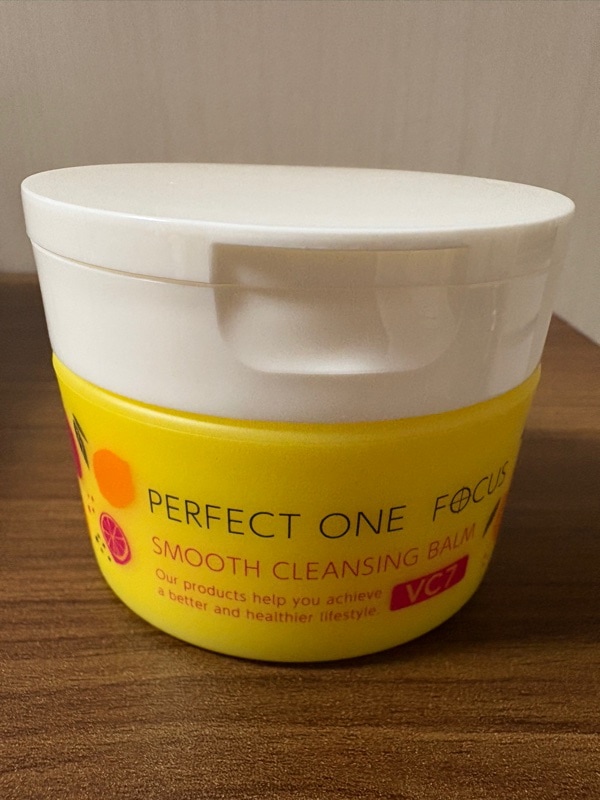 PERFECT ONE FOCUS
SMOOTH CLEANSING BALM
Our products help you achieve
a better and healthier lifestyle.
VC7